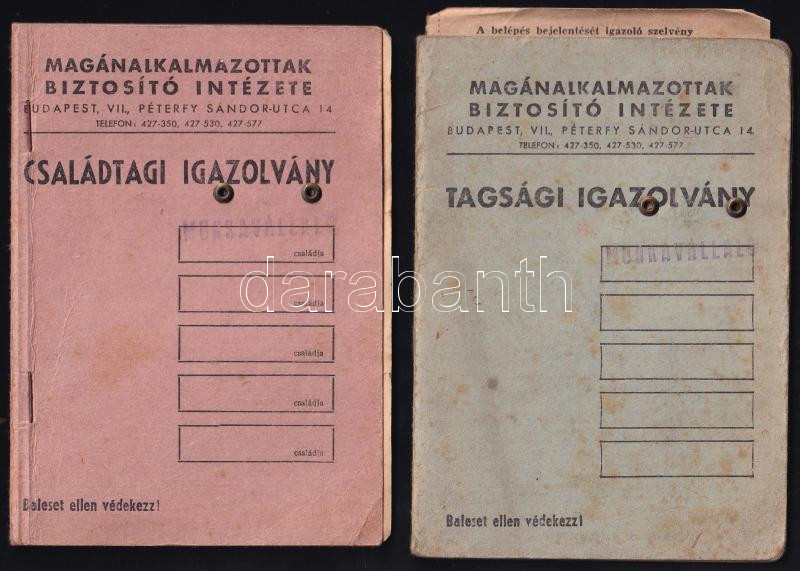 MAGÁNALKALMAZOTTAK
BIZTOSÍTÓ INTÉZETE
BUDAPEST, VII., PÉTERFY SÁNDOR-UTCA 14
TELEFON: 427-350, 427-530, 427-577
CSALÁDTAGI IGAZOLVÁNY
MUNKAVÁLLALÓ
családja
családja
családja
családja
családja
Baleset ellen védekezz!
A belépés bejelentését igazoló szelvény
MAGÁNALKALMAZOTTAK
BIZTOSÍTÓ INTÉZETE
BUDAPEST, VII., PÉTERFY SÁNDOR-UTCA 14.
TELEFON: 427-350, 427-530, 427-577
TAGSÁGI IGAZOLVÁNY
MUNKAVÁLLALÓ
Baleset ellen védekezz!
darabanth